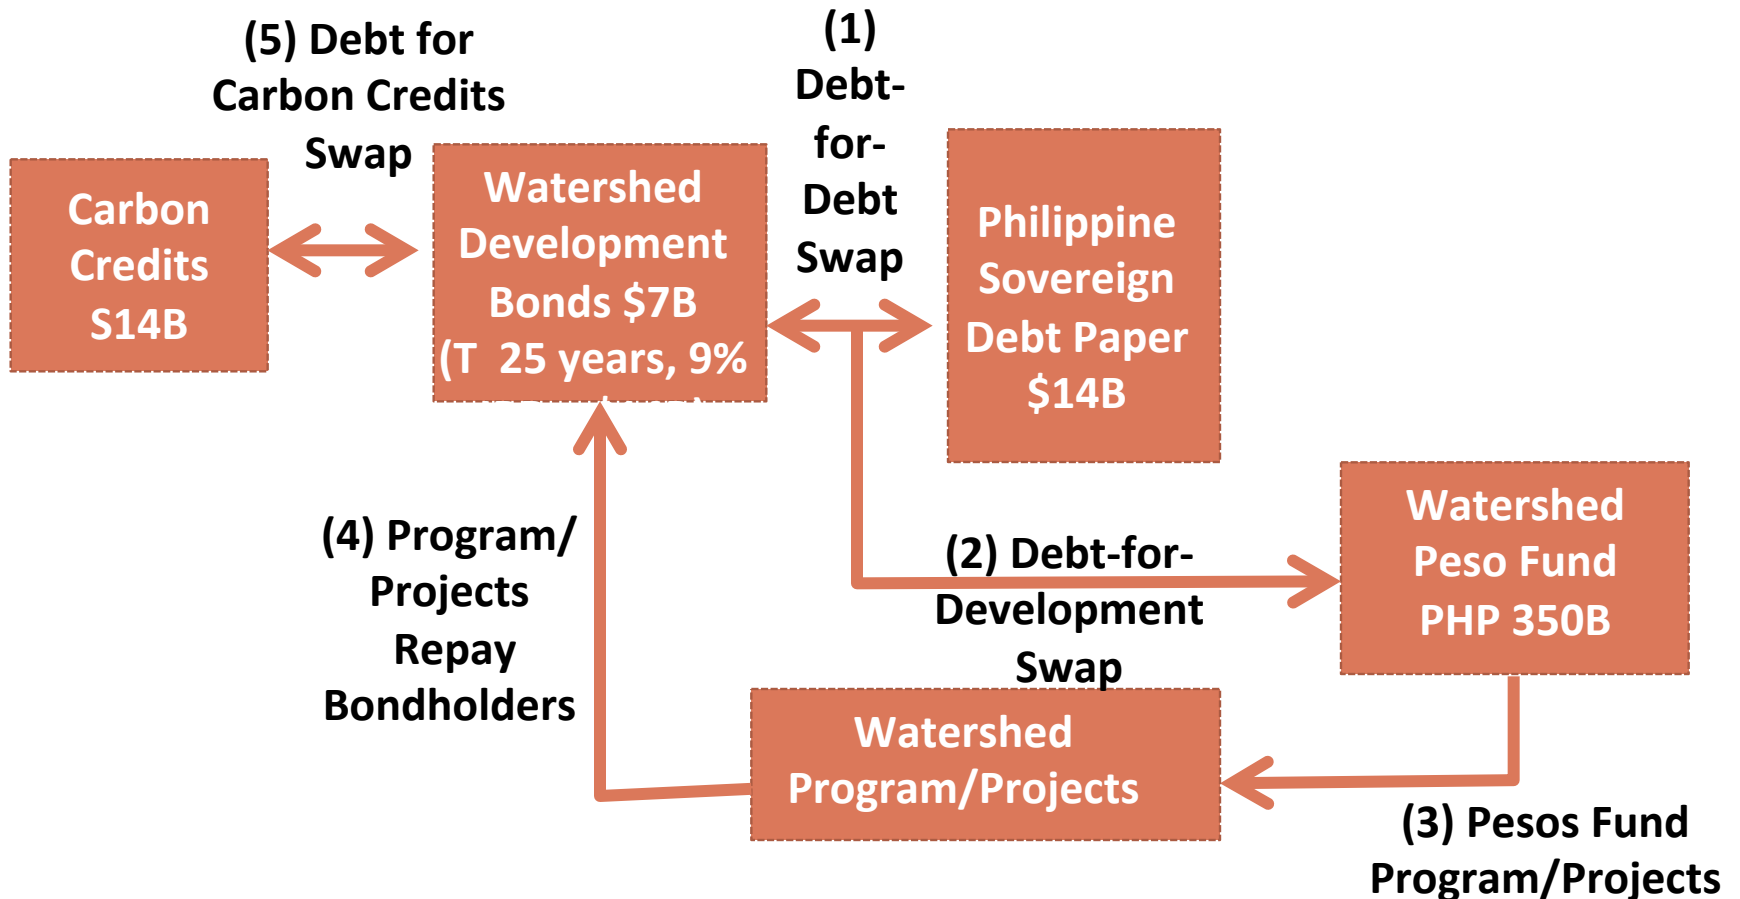 (5) Debt for
Carbon Credits
Swap
(1)
Debt-
for-
Debt
Swap
Carbon
Credits
S14B
Watershed
Development
Bonds $7B
(T 25 years, 9%
Philippine
Sovereign
Debt Paper
$14B
Watershed
Peso Fund
PHP 350B
(4) Program/
Projects
Repay
Bondholders
(2) Debt-for-
Development
Swap
Watershed
Program/Projects
(3) Pesos Fund
Program/Projects